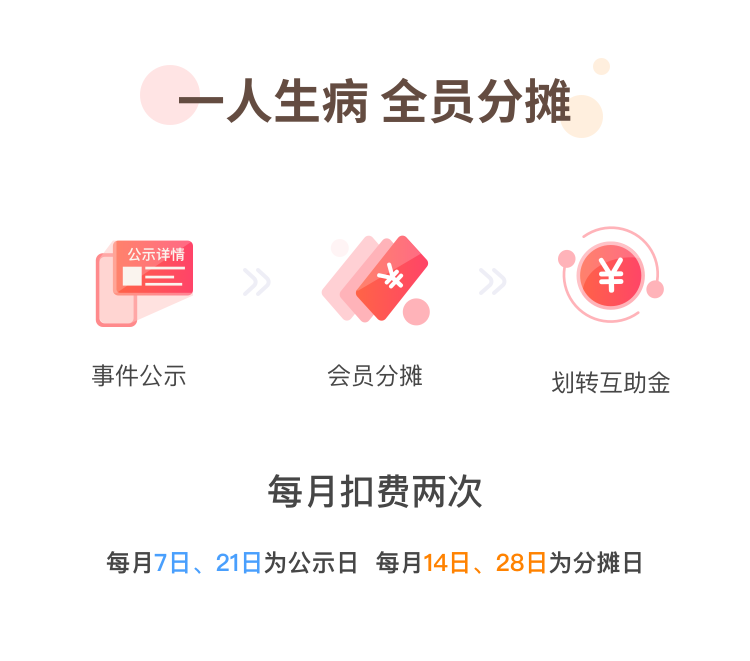 一人生病 全员分摊
公示详情
¥
¥
事件公示
会员分摊
划转互助金
每月扣费两次
每月7日、21日为公示日 每月14日、28日为分摊日